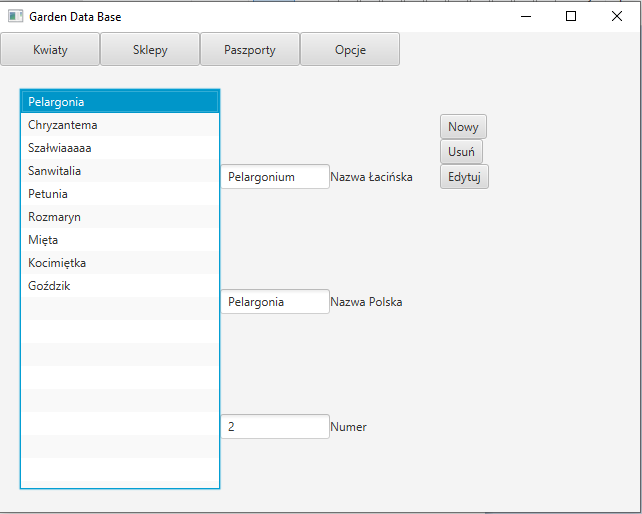 Garden Data Base
Kwiaty Sklepy Paszporty Opcje
Pelargonia
Chryzantema
Szałwiaaaaa
Sanwitalia
Petunia
Rozmaryn
Mięta
Kocimiętka
Goździk
Pelargonium Nazwa Łacińska
Pelargonia Nazwa Polska
2 Numer
Nowy
Usuń
Edytuj